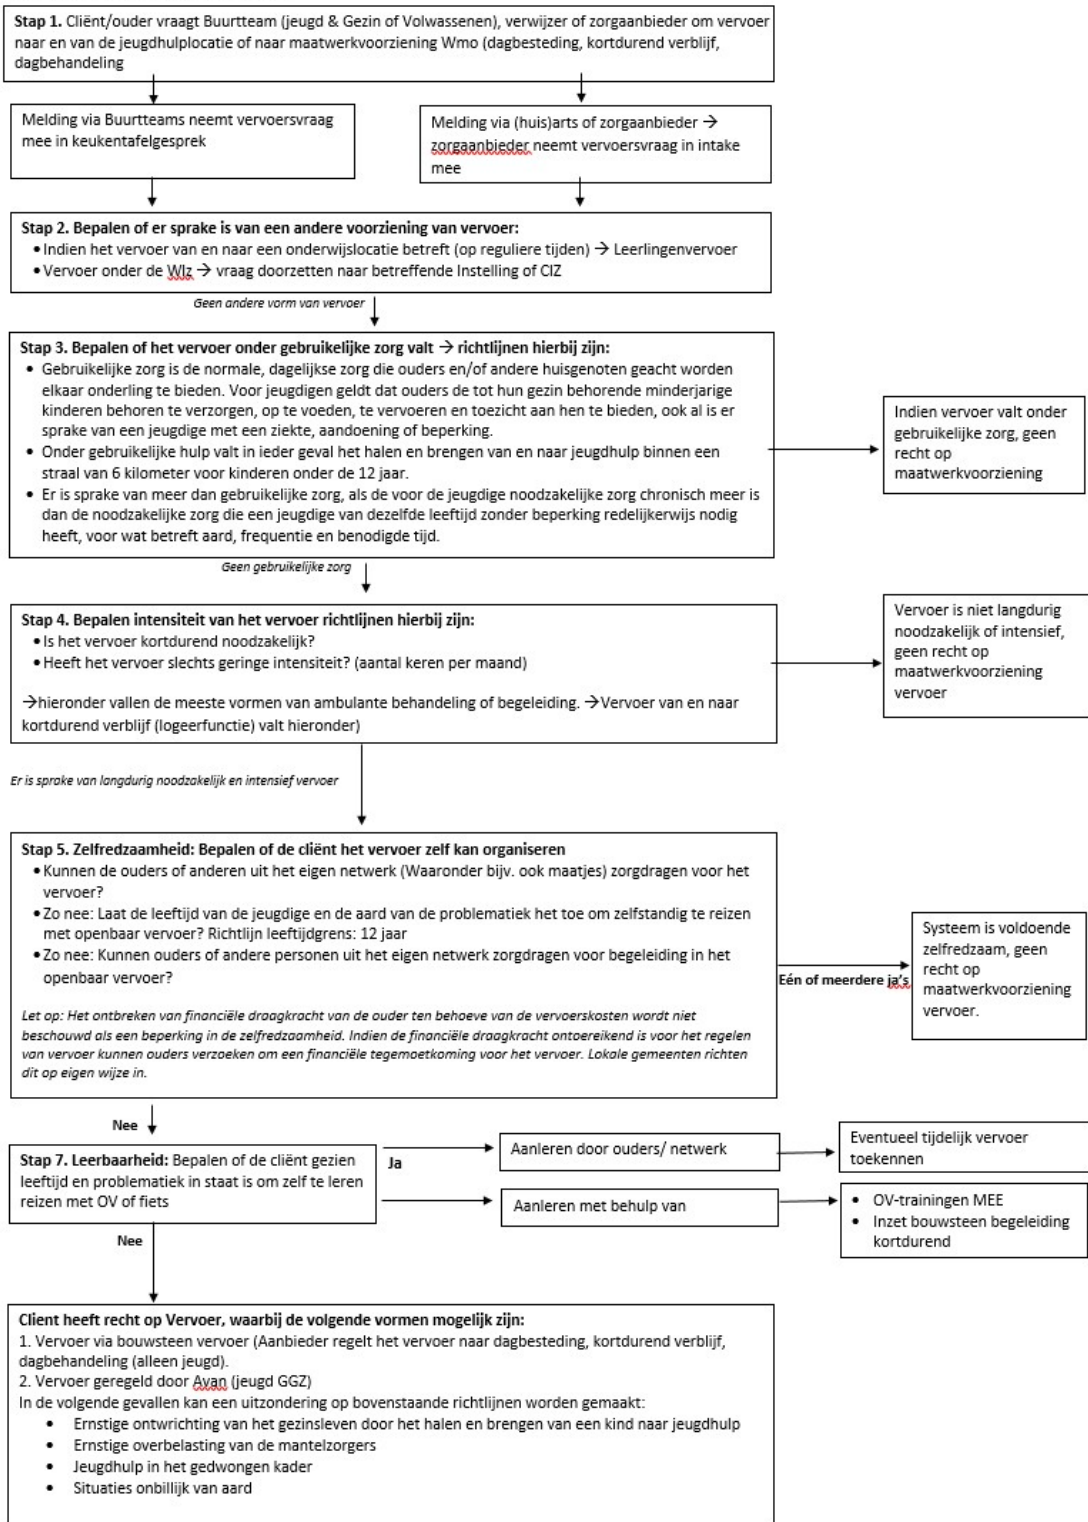 Stap 1. Cliënt/ouder vraagt Buurtteam (jeugd & Gezin of Volwassenen), verwijzer of zorgaanbieder om vervoer
naar en van de jeugdhulplocatie of naar maatwerkvoorziening Wmo (dagbesteding, kortdurend verblijf,
dagbehandeling
Melding via Buurtteams neemt vervoersvraag
mee in keukentafelgesprek
Melding via (huis)arts of zorgaanbieder →
zorgaanbieder neemt vervoersvraag in intake
mee
Stap 2. Bepalen of er sprake is van een andere voorziening van vervoer:
• Indien het vervoer van en naar een onderwijslocatie betreft (op reguliere tijden) → Leerlingenvervoer
• Vervoer onder de Wlz → vraag doorzetten naar betreffende Instelling of CIZ
Geen andere vorm van vervoer
Stap 3. Bepalen of het vervoer onder gebruikelijke zorg valt → richtlijnen hierbij zijn:
• Gebruikelijke zorg is de normale, dagelijkse zorg die ouders en/of andere huisgenoten geacht worden
elkaar onderling te bieden. Voor jeugdigen geldt dat ouders de tot hun gezin behorende minderjarige
kinderen behoren te verzorgen, op te voeden, te vervoeren en toezicht aan hen te bieden, ook al is er
sprake van een jeugdige met een ziekte, aandoening of beperking.
• Onder gebruikelijke hulp valt in ieder geval het halen en brengen van en naar jeugdhulp binnen een
straal van 6 kilometer voor kinderen onder de 12 jaar.
• Er is sprake van meer dan gebruikelijke zorg, als de voor de jeugdige noodzakelijke zorg chronisch meer is
dan de noodzakelijke zorg die een jeugdige van dezelfde leeftijd zonder beperking redelijkerwijs nodig
heeft, voor wat betreft aard, frequentie en benodigde tijd.
Indien vervoer valt onder
gebruikelijke zorg, geen
recht op
maatwerkvoorziening
Geen gebruikelijke zorg
Stap 4. Bepalen intensiteit van het vervoer richtlijnen hierbij zijn:
• Is het vervoer kortdurend noodzakelijk?
• Heeft het vervoer slechts geringe intensiteit? (aantal keren per maand)
→hieronder vallen de meeste vormen van ambulante behandeling of begeleiding. →Vervoer van en naar
kortdurend verblijf (logeerfunctie) valt hieronder)
Vervoer is niet langdurig
noodzakelijk of intensief,
geen recht op
maatwerkvoorziening
vervoer
Er is sprake van langdurig noodzakelijk en intensief vervoer
Stap 5. Zelfredzaamheid: Bepalen of de cliënt het vervoer zelf kan organiseren
• Kunnen de ouders of anderen uit het eigen netwerk (Waaronder bijv. ook maatjes) zorgdragen voor het
vervoer?
• Zo nee: Laat de leeftijd van de jeugdige en de aard van de problematiek het toe om zelfstandig te reizen
met openbaar vervoer? Richtlijn leeftijdgrens: 12 jaar
• Zo nee: Kunnen ouders of andere personen uit het eigen netwerk zorgdragen voor begeleiding in het
openbaar vervoer?
Let op: Het ontbreken van financiële draagkracht van de ouder ten behoeve van de vervoerskosten wordt niet
beschouwd als een beperking in de zelfredzaamheid. Indien de financiële draagkracht ontoereikend is voor het regelen
van vervoer kunnen ouders verzoeken om een financiële tegemoetkoming voor het vervoer. Lokale gemeenten richten
dit op eigen wijze in.
Eén of meerdere ja's
Systeem is voldoende
zelfredzaam, geen
recht op
maatwerkvoorziening
vervoer.
Nee
Stap 7. Leerbaarheid: Bepalen of de cliënt gezien
leeftijd en problematiek in staat is om zelf te leren
reizen met OV of fiets
Ja
Aanleren door ouders/ netwerk
Eventueel tijdelijk vervoer
toekennen
Aanleren met behulp van
• OV-trainingen MEE
• Inzet bouwsteen begeleiding
kortdurend
Nee
Client heeft recht op Vervoer, waarbij de volgende vormen mogelijk zijn:
1. Vervoer via bouwsteen vervoer (Aanbieder regelt het vervoer naar dagbesteding, kortdurend verblijf,
dagbehandeling (alleen jeugd).
2. Vervoer geregeld door Avan (jeugd GGZ)
In de volgende gevallen kan een uitzondering op bovenstaande richtlijnen worden gemaakt:
• Ernstige ontwrichting van het gezinsleven door het halen en brengen van een kind naar jeugdhulp
• Ernstige overbelasting van de mantelzorgers
• Jeugdhulp in het gedwongen kader
• Situaties onbillijk van aard